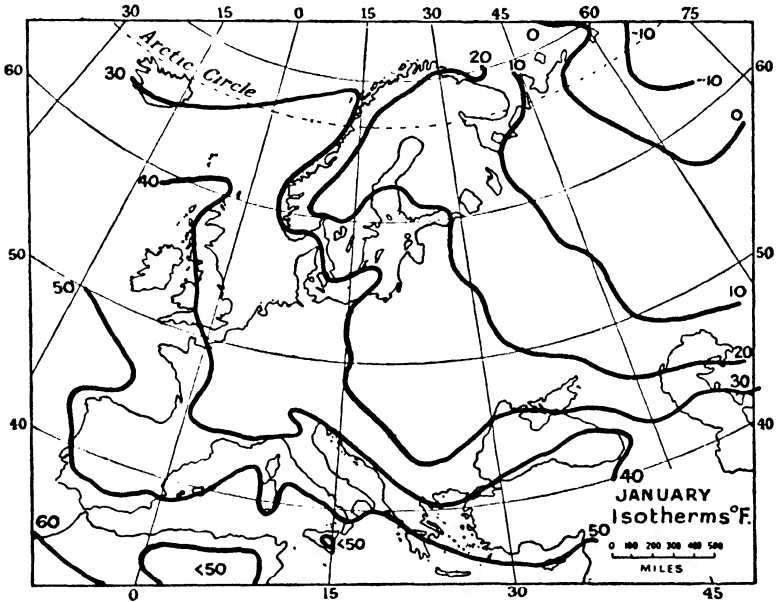 30 15 0 15 30 45 60 75
Arctic Circle
0 -10
20 10
60 30 -10 60
0
40
50 50 50
10
20
30
40 40
40
JANUARY
Isotherms°F.
60 <50 50
0 100 200 300 400 500
<50
MILES
0 15 30 45